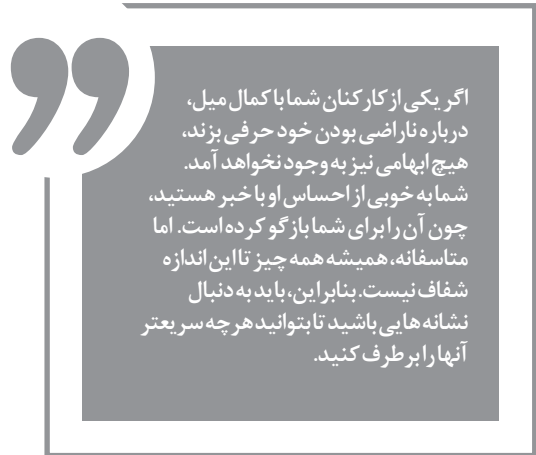 اگر یکی از کارکنان شما با کمال میل،
درباره ناراضی بودن خود حرفی بزند،
هیچ ابهامی نیز به وجود نخواهد آمد.
شما به خوبی از احساس او با خبر هستید،
چون آن را برای شما بازگو کرده است. اما
متاسفانه، همیشه همه چیز تا این اندازه
شفاف نیست. بنابراین، باید به دنبال
نشانه‌هایی باشید تا بتوانید هر چه سریعتر
آنها را برطرف کنید.